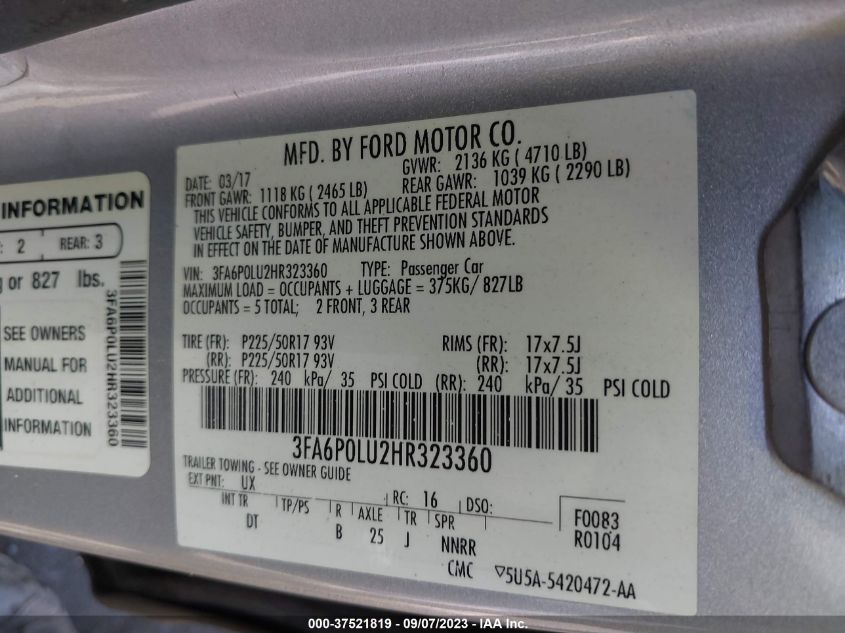 INFORMATION
2 REAR: 3
g or 827 lbs.
SEE OWNERS
MANUAL FOR
ADDITIONAL
INFORMATION
3FA6P0LU2HR323360
MFD. BY FORD MOTOR CO.
DATE: 03/17 GVWR: 2136 KG ( 4710 LB)
FRONT GAWR: 1118 KG ( 2465 LB) REAR GAWR: 1039 KG ( 2290 LB)
THIS VEHICLE CONFORMS TO ALL APPLICABLE FEDERAL MOTOR
VEHICLE SAFETY, BUMPER, AND THEFT PREVENTION STANDARDS
IN EFFECT ON THE DATE OF MANUFACTURE SHOWN ABOVE.
VIN: 3FA6P0LU2HR323360 TYPE: Passenger Car
MAXIMUM LOAD = OCCUPANTS + LUGGAGE = 375KG/ 827LB
OCCUPANTS = 5 TOTAL; 2 FRONT, 3 REAR
TIRE (FR): P225/50R17 93V RIMS (FR): 17x7.5J
(RR): P225/50R17 93V (RR): 17x7.5J
PRESSURE (FR): 240 kPa/ 35 PSI COLD (RR): 240 kPa/ 35 PSI COLD
3FA6P0LU2HR323360
TRAILER TOWING - SEE OWNER GUIDE
EXT PNT: UX RC: 16 DSO:
INT TR TP/PS R AXLE TR SPR
DT B 25 J NNRR
F0083
R0104
CMC ▽5U5A-5420472-AA
000-37521819 - 09/07/2023 - IAA Inc.